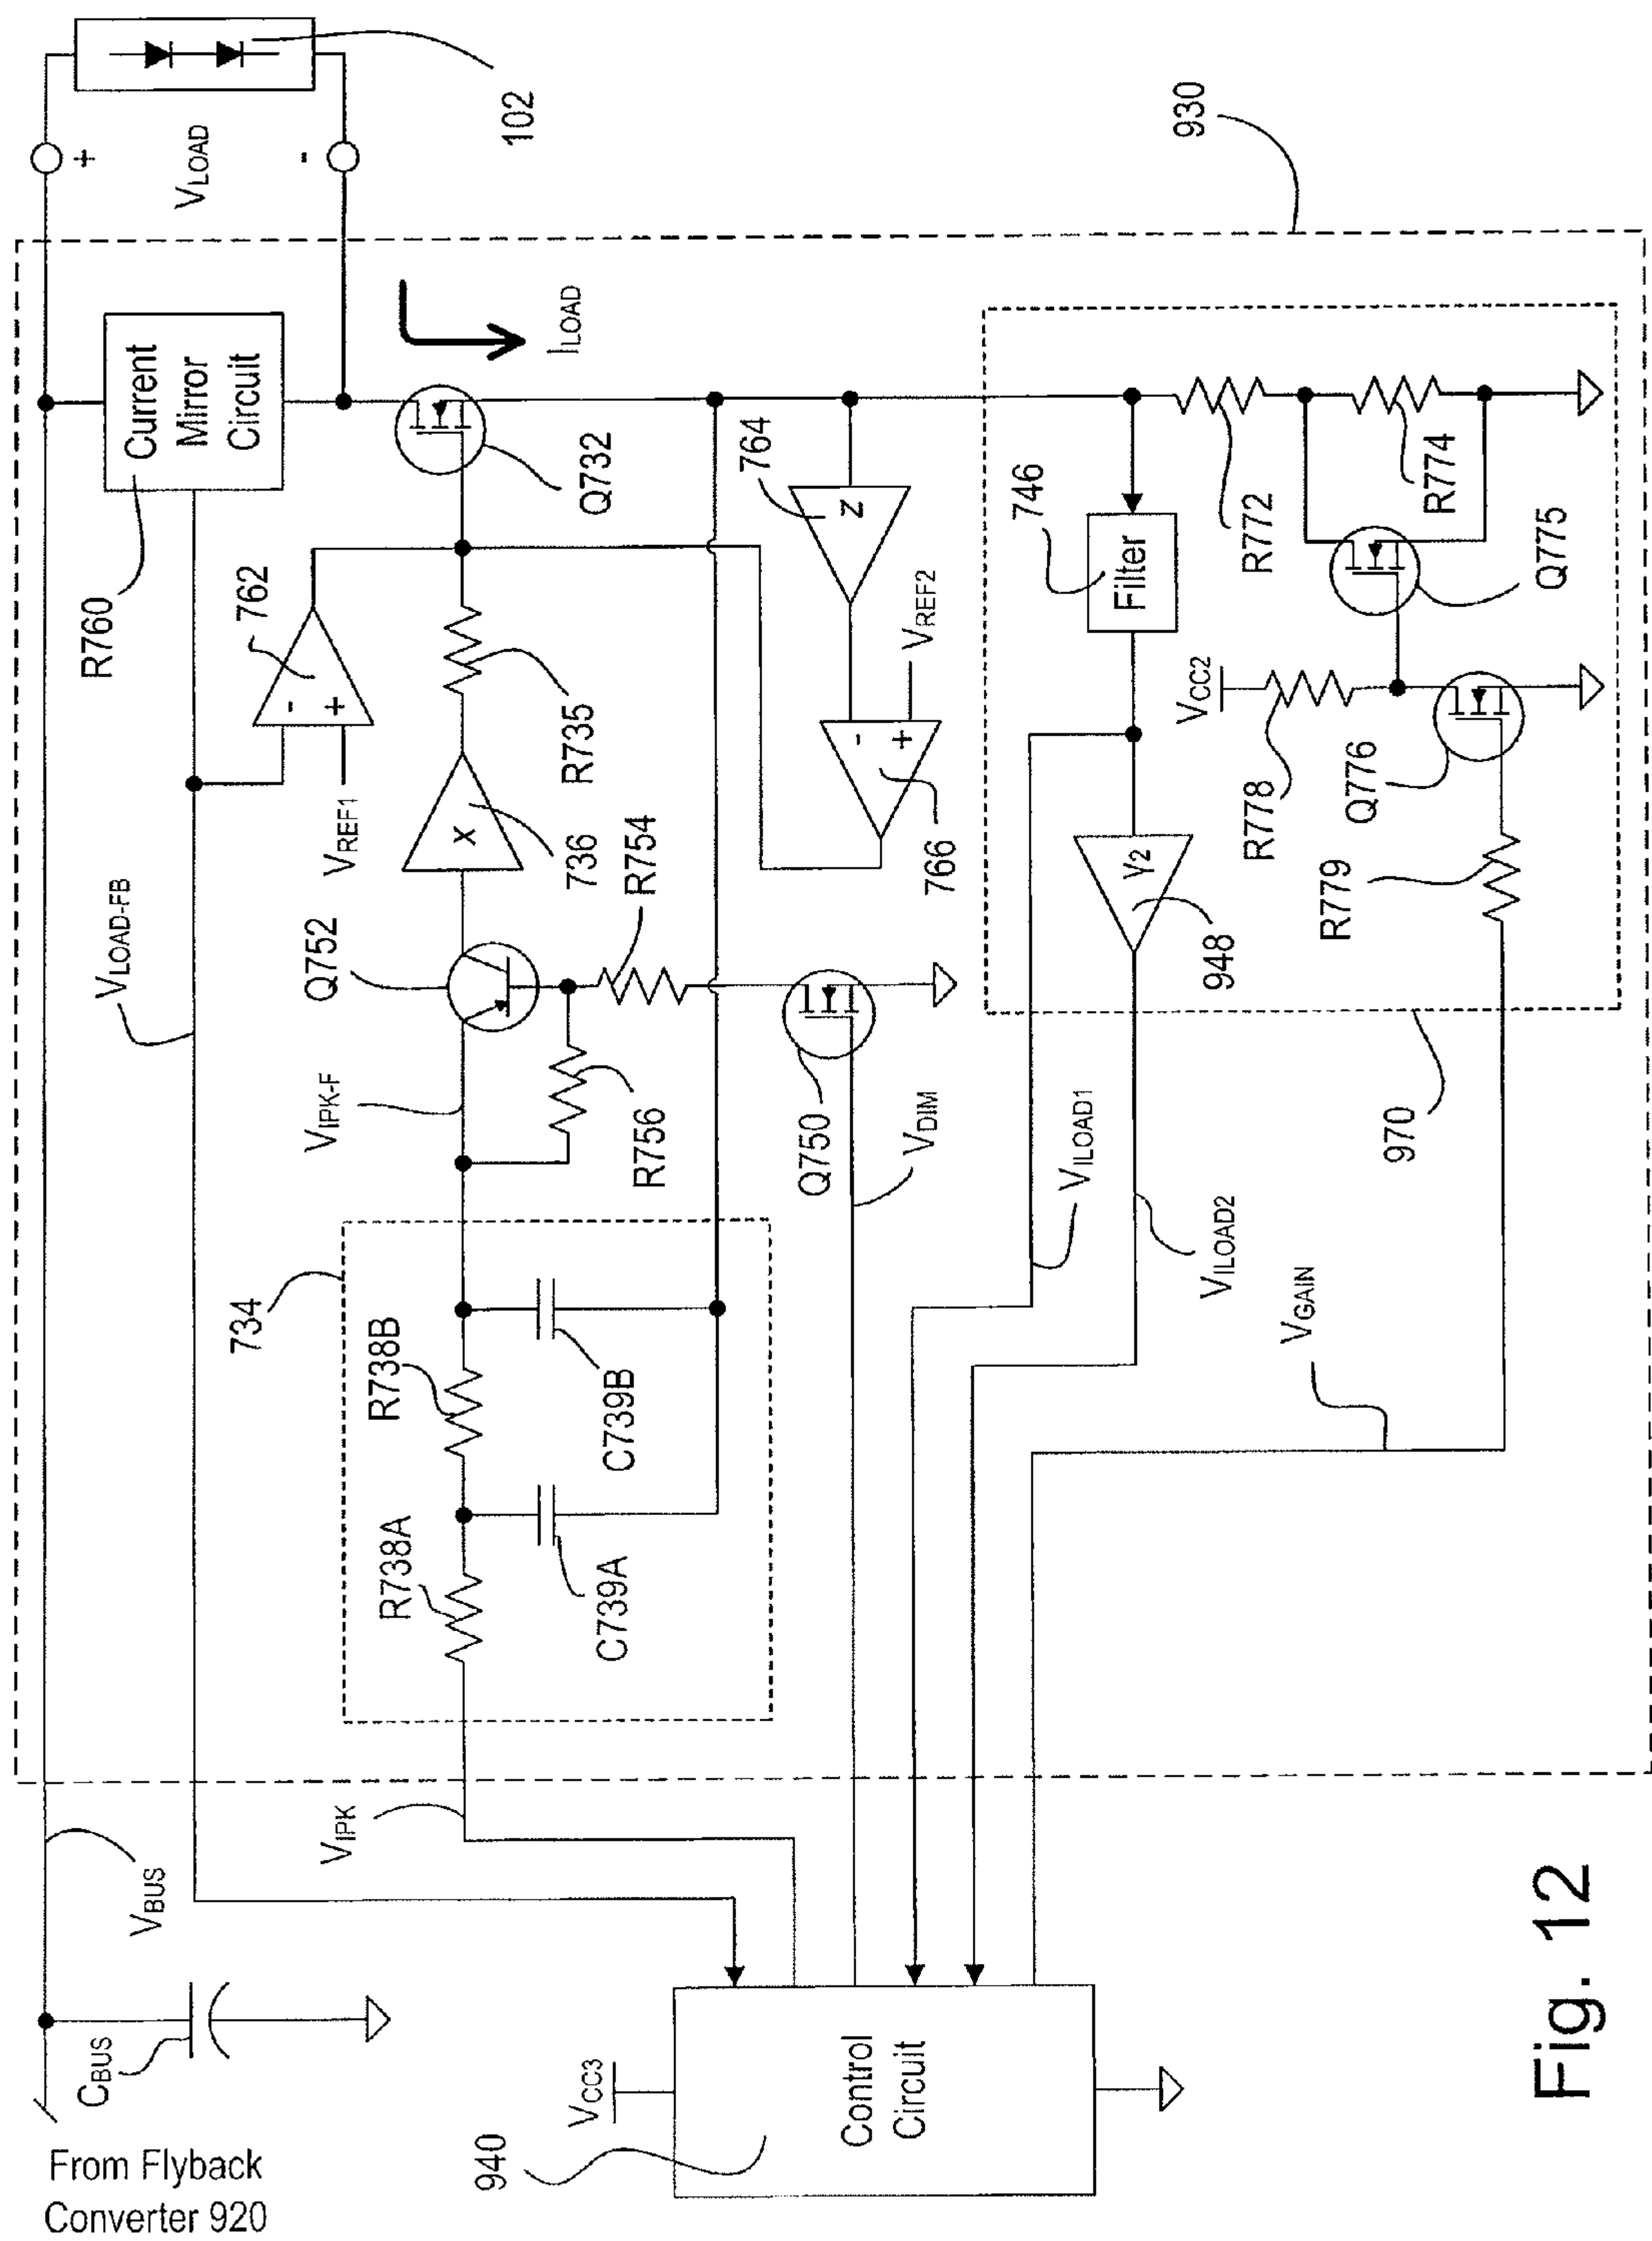 From Flyback
Converter 920
CBUS
VBUS
VLOAD-FB
R760
Current
Mirror
Circuit
VLOAD
+
-
102
930
ILOAD
762
-
+
VREF1
Q732
R735
X
736
Q752
VIPK-F
R754
R756
734
R738A
R738B
C739A
C739B
VIPK
764
Z
766
-
+
VREF2
Q750
VDIM
VCC3
940
Control
Circuit
746
Filter
R772
R774
Q775
VCC2
R778
Q776
R779
Y2
948
970
VILOAD1
VILOAD2
VGAIN
Fig. 12